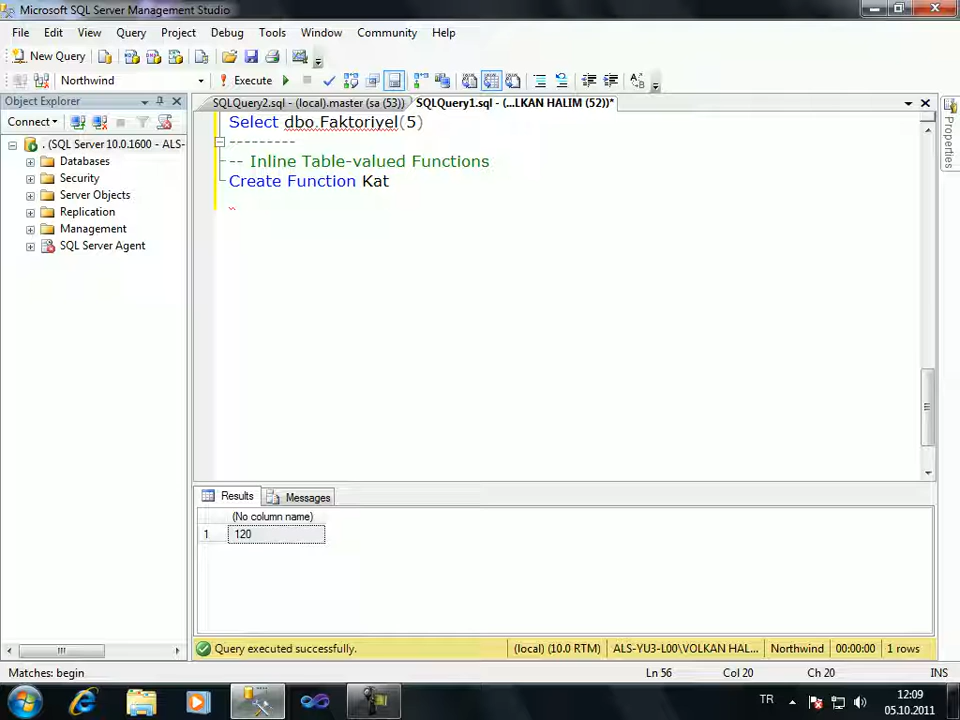 Microsoft SQL Server Management Studio
File Edit View Query Project Debug Tools Window Community Help
New Query
Northwind Execute
Object Explorer
SQLQuery2.sql - (local).master (sa (53)) SQLQuery1.sql - (...LKAN HALIM (52))*
Connect
. (SQL Server 10.0.1600 - ALS-
Databases
Security
Server Objects
Replication
Management
SQL Server Agent
Select dbo.Faktoriyel(5)
---------
-- Inline Table-valued Functions
Create Function Kat
Properties
Results Messages
(No column name)
1 120
Query executed successfully. (local) (10.0 RTM) ALS-YU3-L00\VOLKAN HAL... Northwind 00:00:00 1 rows
Matches: begin Ln 56 Col 20 Ch 20 INS
TR
12:09
05.10.2011